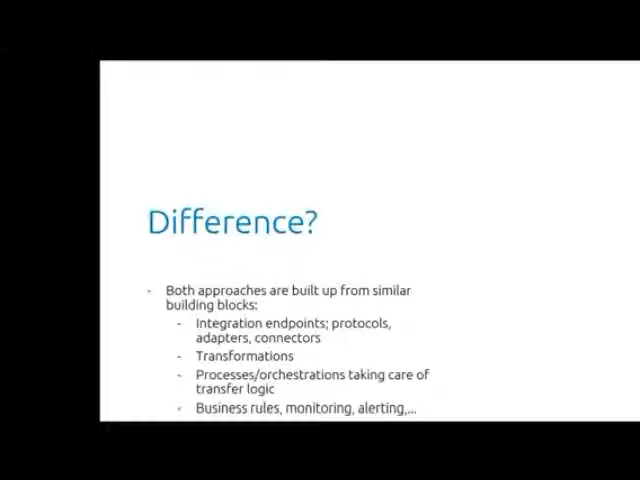 Difference?
- Both approaches are built up from similar
building blocks:
- Integration endpoints; protocols,
adapters, connectors
- Transformations
- Processes/orchestrations taking care of
transfer logic
- Business rules, monitoring, alerting,...